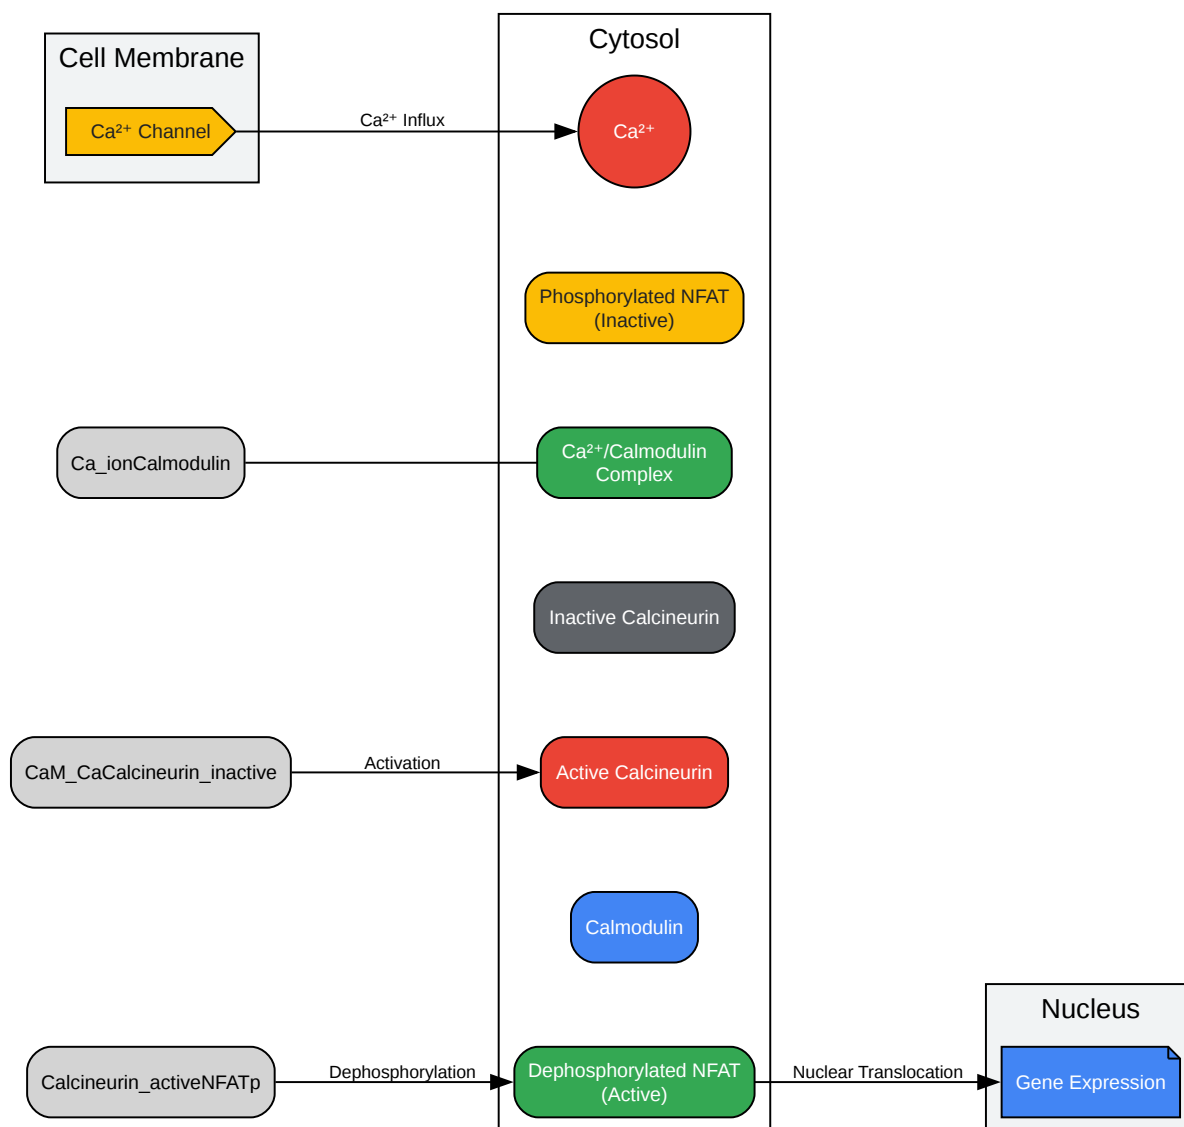 Cell Membrane
Ca²⁺ Channel
Ca²⁺ Influx
Cytosol
Ca²⁺
Phosphorylated NFAT
(Inactive)
Ca_ionCalmodulin
Ca²⁺/Calmodulin
Complex
Inactive Calcineurin
CaM_CaCalcineurin_inactive
Activation
Active Calcineurin
Calmodulin
Calcineurin_activeNFATp
Dephosphorylation
Dephosphorylated NFAT
(Active)
Nuclear Translocation
Nucleus
Gene Expression